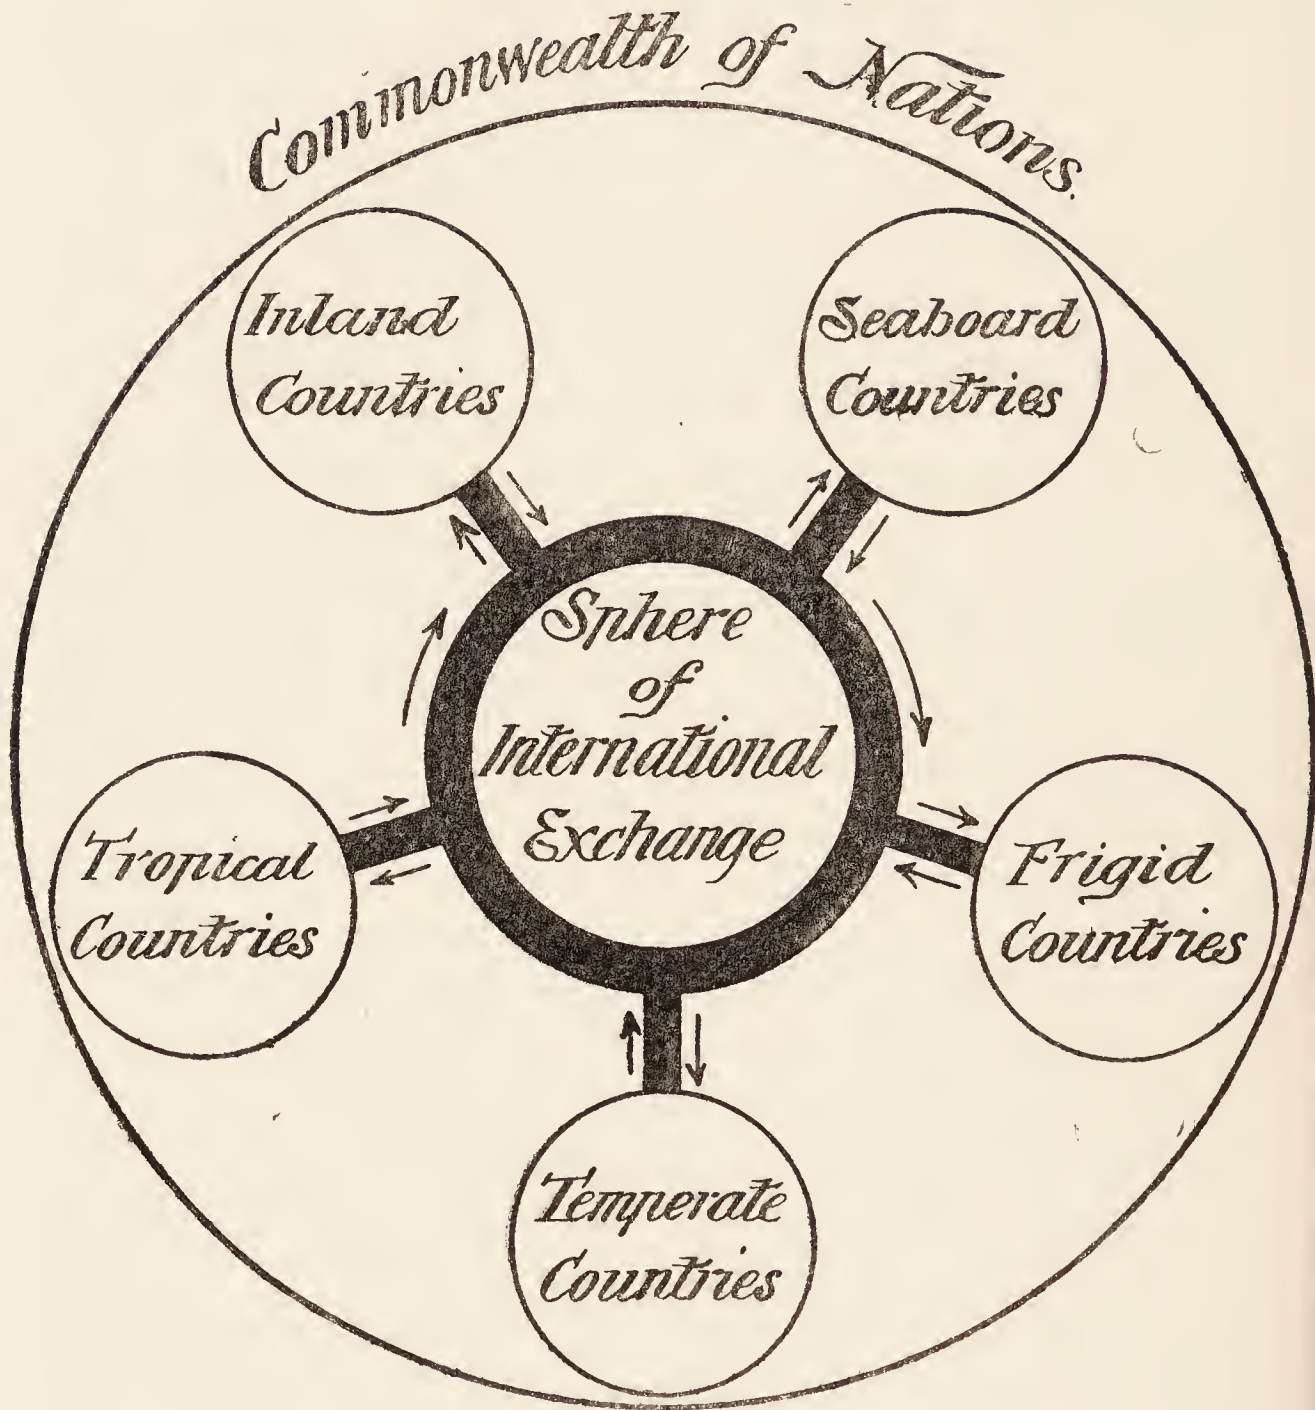 Commonwealth of Nations.
Inland
Countries
Seaboard
Countries
Sphere
of
International
Exchange
Tropical
Countries
Frigid
Countries
Temperate
Countries